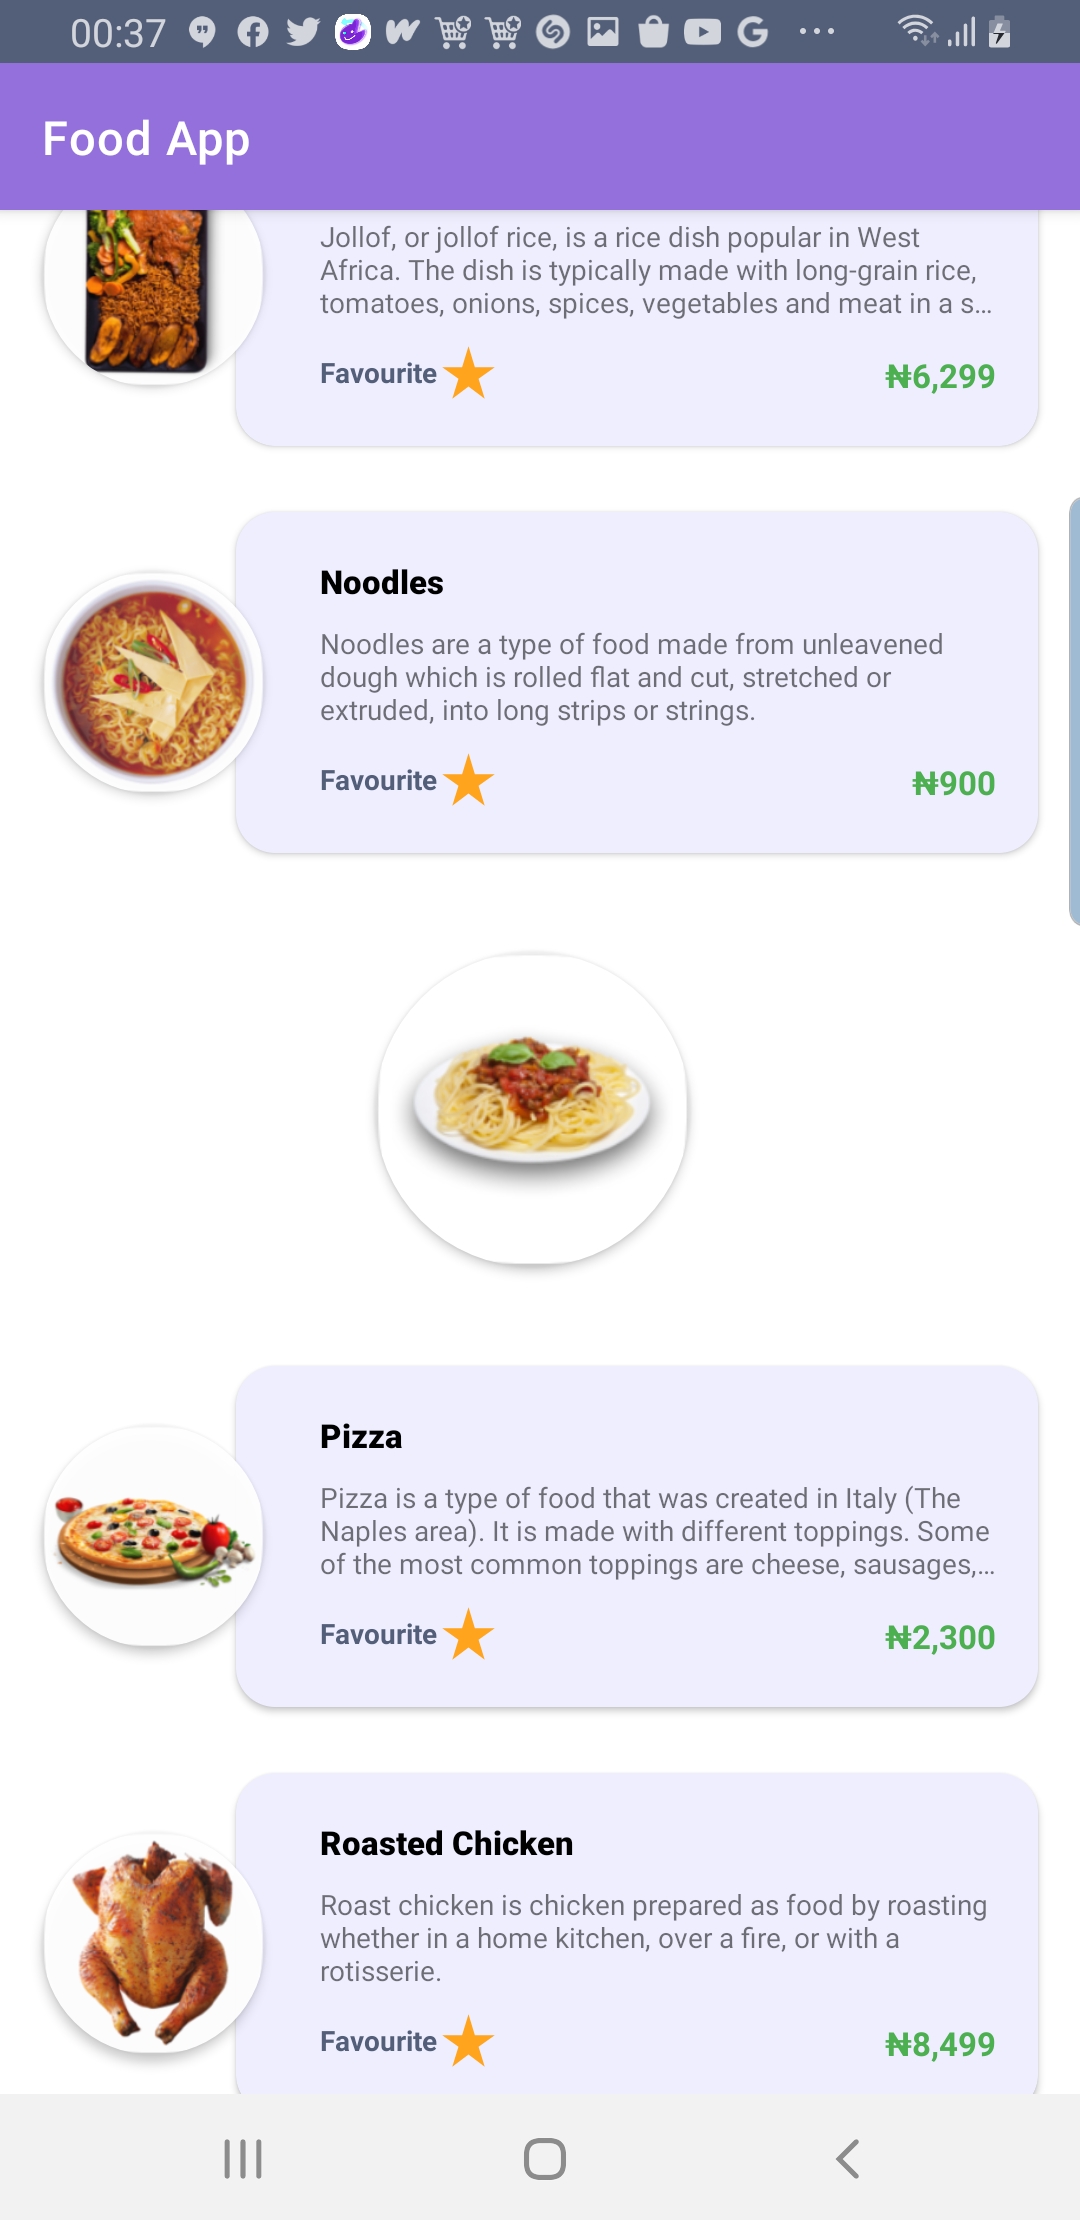 00:37
Food App
Jollof, or jollof rice, is a rice dish popular in West
Africa. The dish is typically made with long-grain rice,
tomatoes, onions, spices, vegetables and meat in a s...
Favourite
₦6,299
Noodles
Noodles are a type of food made from unleavened
dough which is rolled flat and cut, stretched or
extruded, into long strips or strings.
Favourite
₦900
Pizza
Pizza is a type of food that was created in Italy (The
Naples area). It is made with different toppings. Some
of the most common toppings are cheese, sausages,...
Favourite
₦2,300
Roasted Chicken
Roast chicken is chicken prepared as food by roasting
whether in a home kitchen, over a fire, or with a
rotisserie.
Favourite
₦8,499